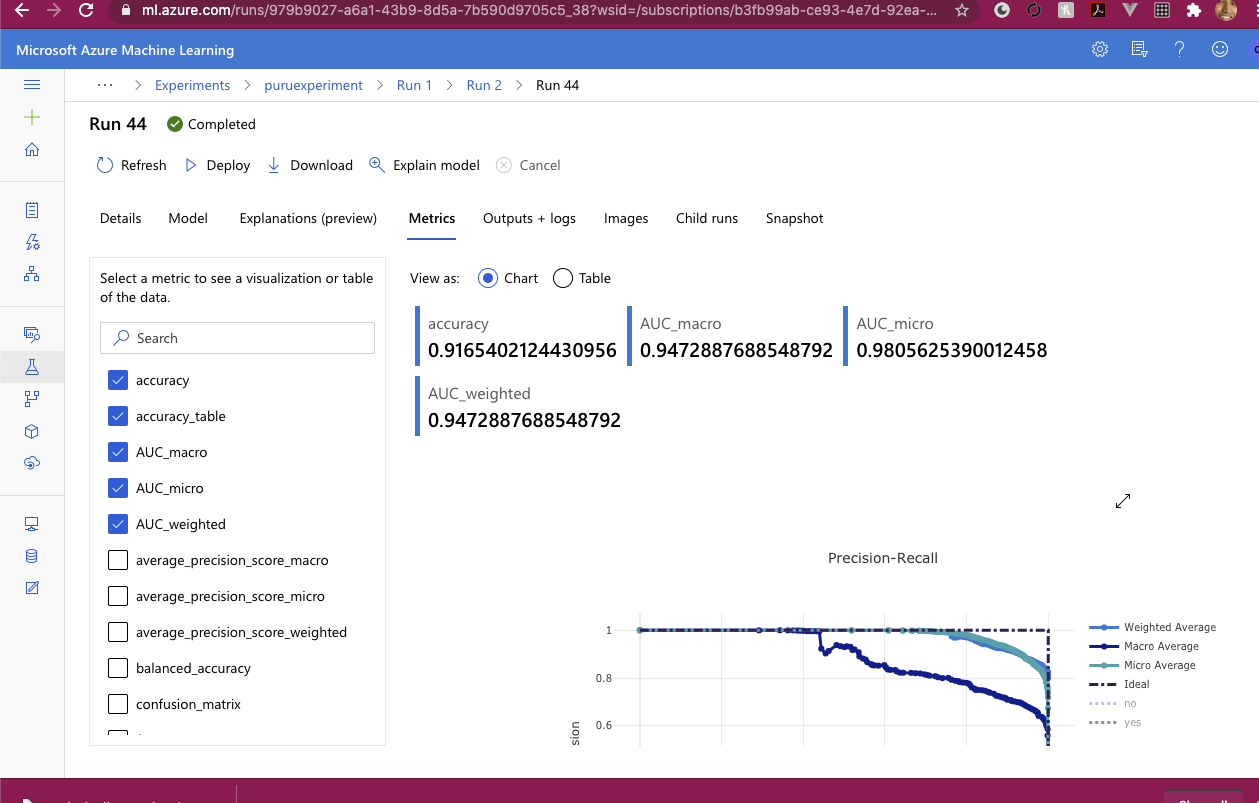 ml.azure.com/runs/979b9027-a6a1-43b9-8d5a-7b590d9705c5_38?wsid=/subscriptions/b3fb99ab-ce93-4e7d-92ea-...
Microsoft Azure Machine Learning
... > Experiments > puruexperiment > Run 1 > Run 2 > Run 44
Run 44 Completed
Refresh Deploy Download Explain model Cancel
Details Model Explanations (preview) Metrics Outputs + logs Images Child runs Snapshot
Select a metric to see a visualization or table
of the data.
Search
accuracy
accuracy_table
AUC_macro
AUC_micro
AUC_weighted
average_precision_score_macro
average_precision_score_micro
average_precision_score_weighted
balanced_accuracy
confusion_matrix
View as: Chart Table
accuracy
0.9165402124430956
AUC_macro
0.9472887688548792
AUC_micro
0.9805625390012458
AUC_weighted
0.9472887688548792
Precision-Recall
1
0.8
0.6
sion
Weighted Average
Macro Average
Micro Average
Ideal
no
yes